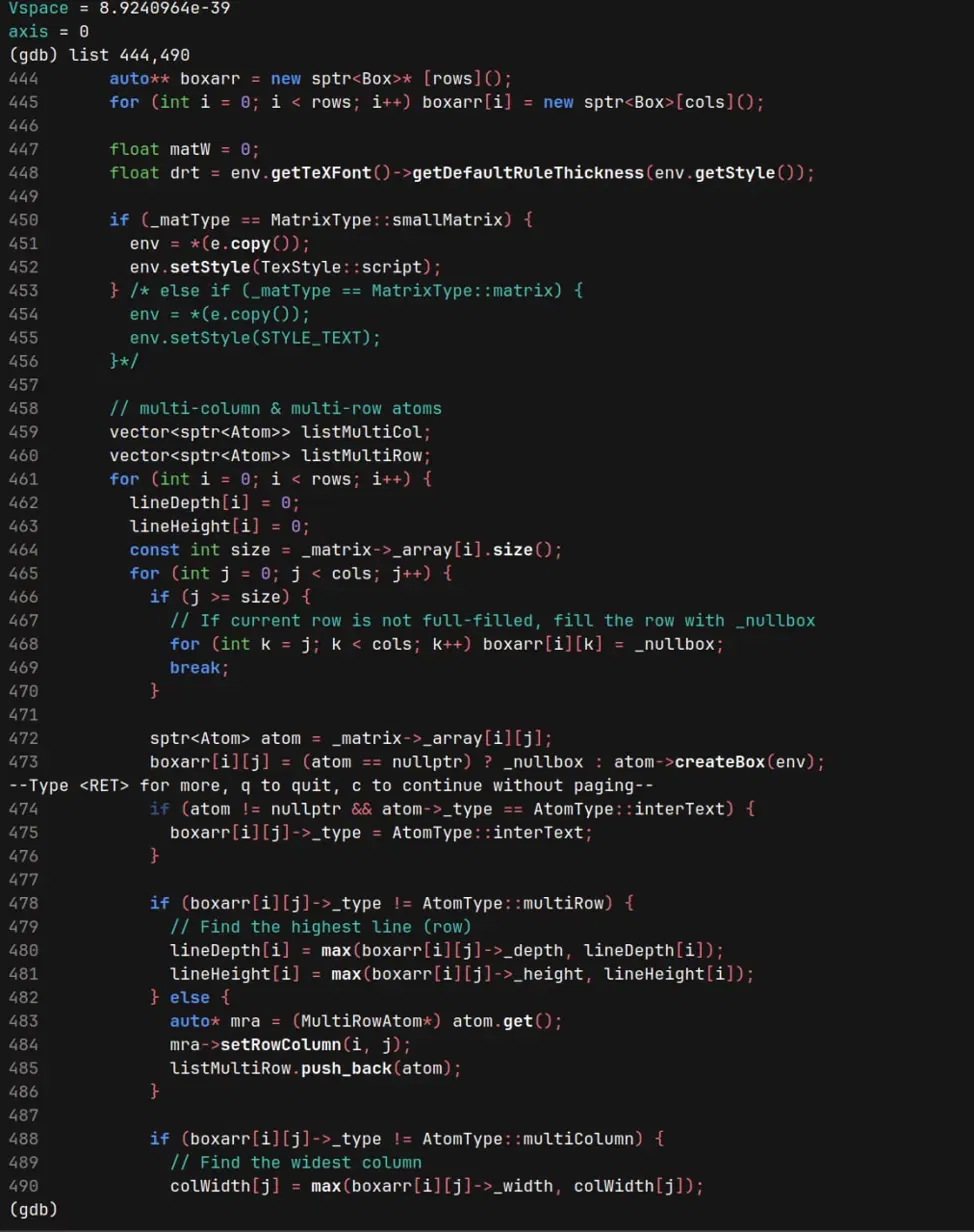 Vspace = 8.9240964e-39
axis = 0
(gdb) list 444,490
444       auto** boxarr = new sptr<Box>* [rows]();
445       for (int i = 0; i < rows; i++) boxarr[i] = new sptr<Box>[cols]();
446
447       float matW = 0;
448       float drt = env.getTeXFont()->getDefaultRuleThickness(env.getStyle());
449
450       if (_matType == MatrixType::smallMatrix) {
451         env = *(e.copy());
452         env.setStyle(TexStyle::script);
453       } /* else if (_matType == MatrixType::matrix) {
454         env = *(e.copy());
455         env.setStyle(STYLE_TEXT);
456       }*/
457
458       // multi-column & multi-row atoms
459       vector<sptr<Atom>> listMultiCol;
460       vector<sptr<Atom>> listMultiRow;
461       for (int i = 0; i < rows; i++) {
462         lineDepth[i] = 0;
463         lineHeight[i] = 0;
464         const int size = _matrix->_array[i].size();
465         for (int j = 0; j < cols; j++) {
466           if (j >= size) {
467             // If current row is not full-filled, fill the row with _nullbox
468             for (int k = j; k < cols; k++) boxarr[i][k] = _nullbox;
469             break;
470           }
471
472           sptr<Atom> atom = _matrix->_array[i][j];
473           boxarr[i][j] = (atom == nullptr) ? _nullbox : atom->createBox(env);
--Type <RET> for more, q to quit, c to continue without paging--
474           if (atom != nullptr && atom->_type == AtomType::interText) {
475             boxarr[i][j]->_type = AtomType::interText;
476           }
477
478           if (boxarr[i][j]->_type != AtomType::multiRow) {
479             // Find the highest line (row)
480             lineDepth[i] = max(boxarr[i][j]->_depth, lineDepth[i]);
481             lineHeight[i] = max(boxarr[i][j]->_height, lineHeight[i]);
482           } else {
483             auto* mra = (MultiRowAtom*) atom.get();
484             mra->setRowColumn(i, j);
485             listMultiRow.push_back(atom);
486           }
487
488           if (boxarr[i][j]->_type != AtomType::multiColumn) {
489             // Find the widest column
490             colWidth[j] = max(boxarr[i][j]->_width, colWidth[j]);
(gdb)